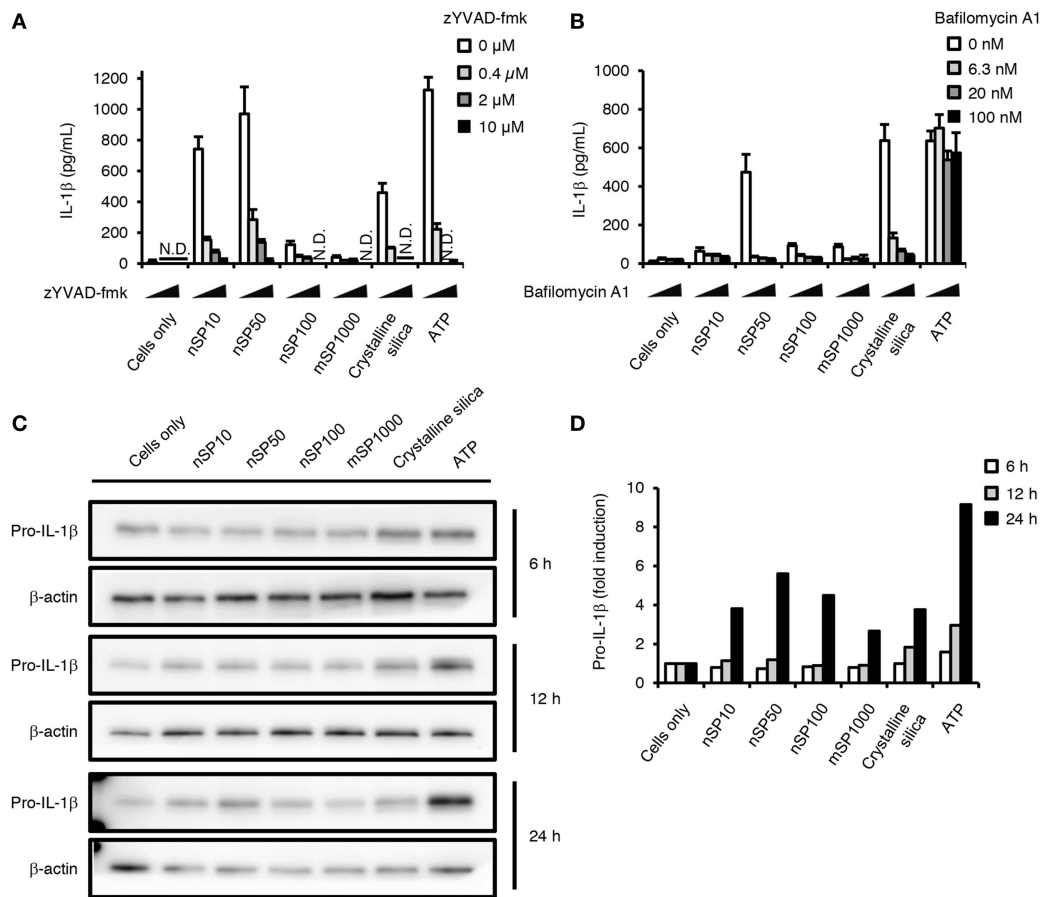 A
zYVAD-fmk
0 µM
0.4 µM
2 µM
10 µM
IL-1β (pg/mL)
1200
1000
800
600
400
200
0
N.D.
N.D.
N.D.
N.D.
N.D.
zYVAD-fmk
Cells only
nSP10
nSP50
nSP100
mSP1000
Crystalline
silica
ATP
B
Bafilomycin A1
0 nM
6.3 nM
20 nM
100 nM
IL-1β (pg/mL)
1000
800
600
400
200
0
Bafilomycin A1
Cells only
nSP10
nSP50
nSP100
mSP1000
Crystalline
silica
ATP
C
Cells only
nSP10
nSP50
nSP100
mSP1000
Crystalline silica
ATP
Pro-IL-1β
β-actin
6 h
Pro-IL-1β
β-actin
12 h
Pro-IL-1β
β-actin
24 h
D
6 h
12 h
24 h
Pro-IL-1β (fold induction)
10
8
6
4
2
0
Cells only
nSP10
nSP50
nSP100
mSP1000
Crystalline
silica
ATP